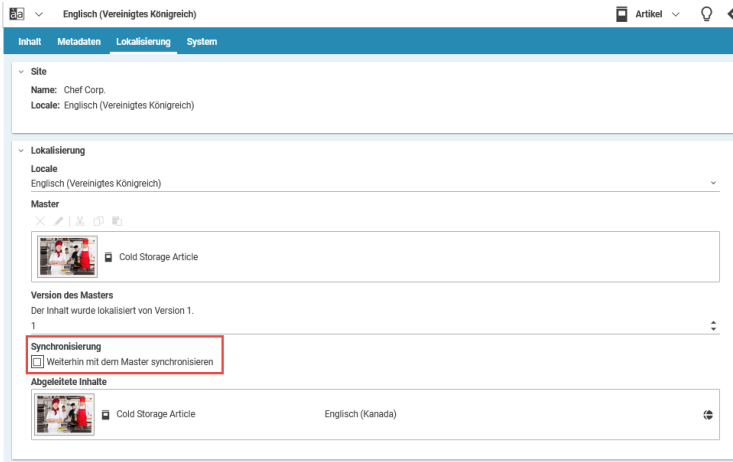 Englisch (Vereinigtes Königreich)
Artikel
Inhalt Metadaten Lokalisierung System
Site
Name: Chef Corp.
Locale: Englisch (Vereinigtes Königreich)
Lokalisierung
Locale
Englisch (Vereinigtes Königreich)
Master
Cold Storage Article
Version des Masters
Der Inhalt wurde lokalisiert von Version 1.
1
Synchronisierung
Weiterhin mit dem Master synchronisieren
Abgeleitete Inhalte
Cold Storage Article Englisch (Kanada)